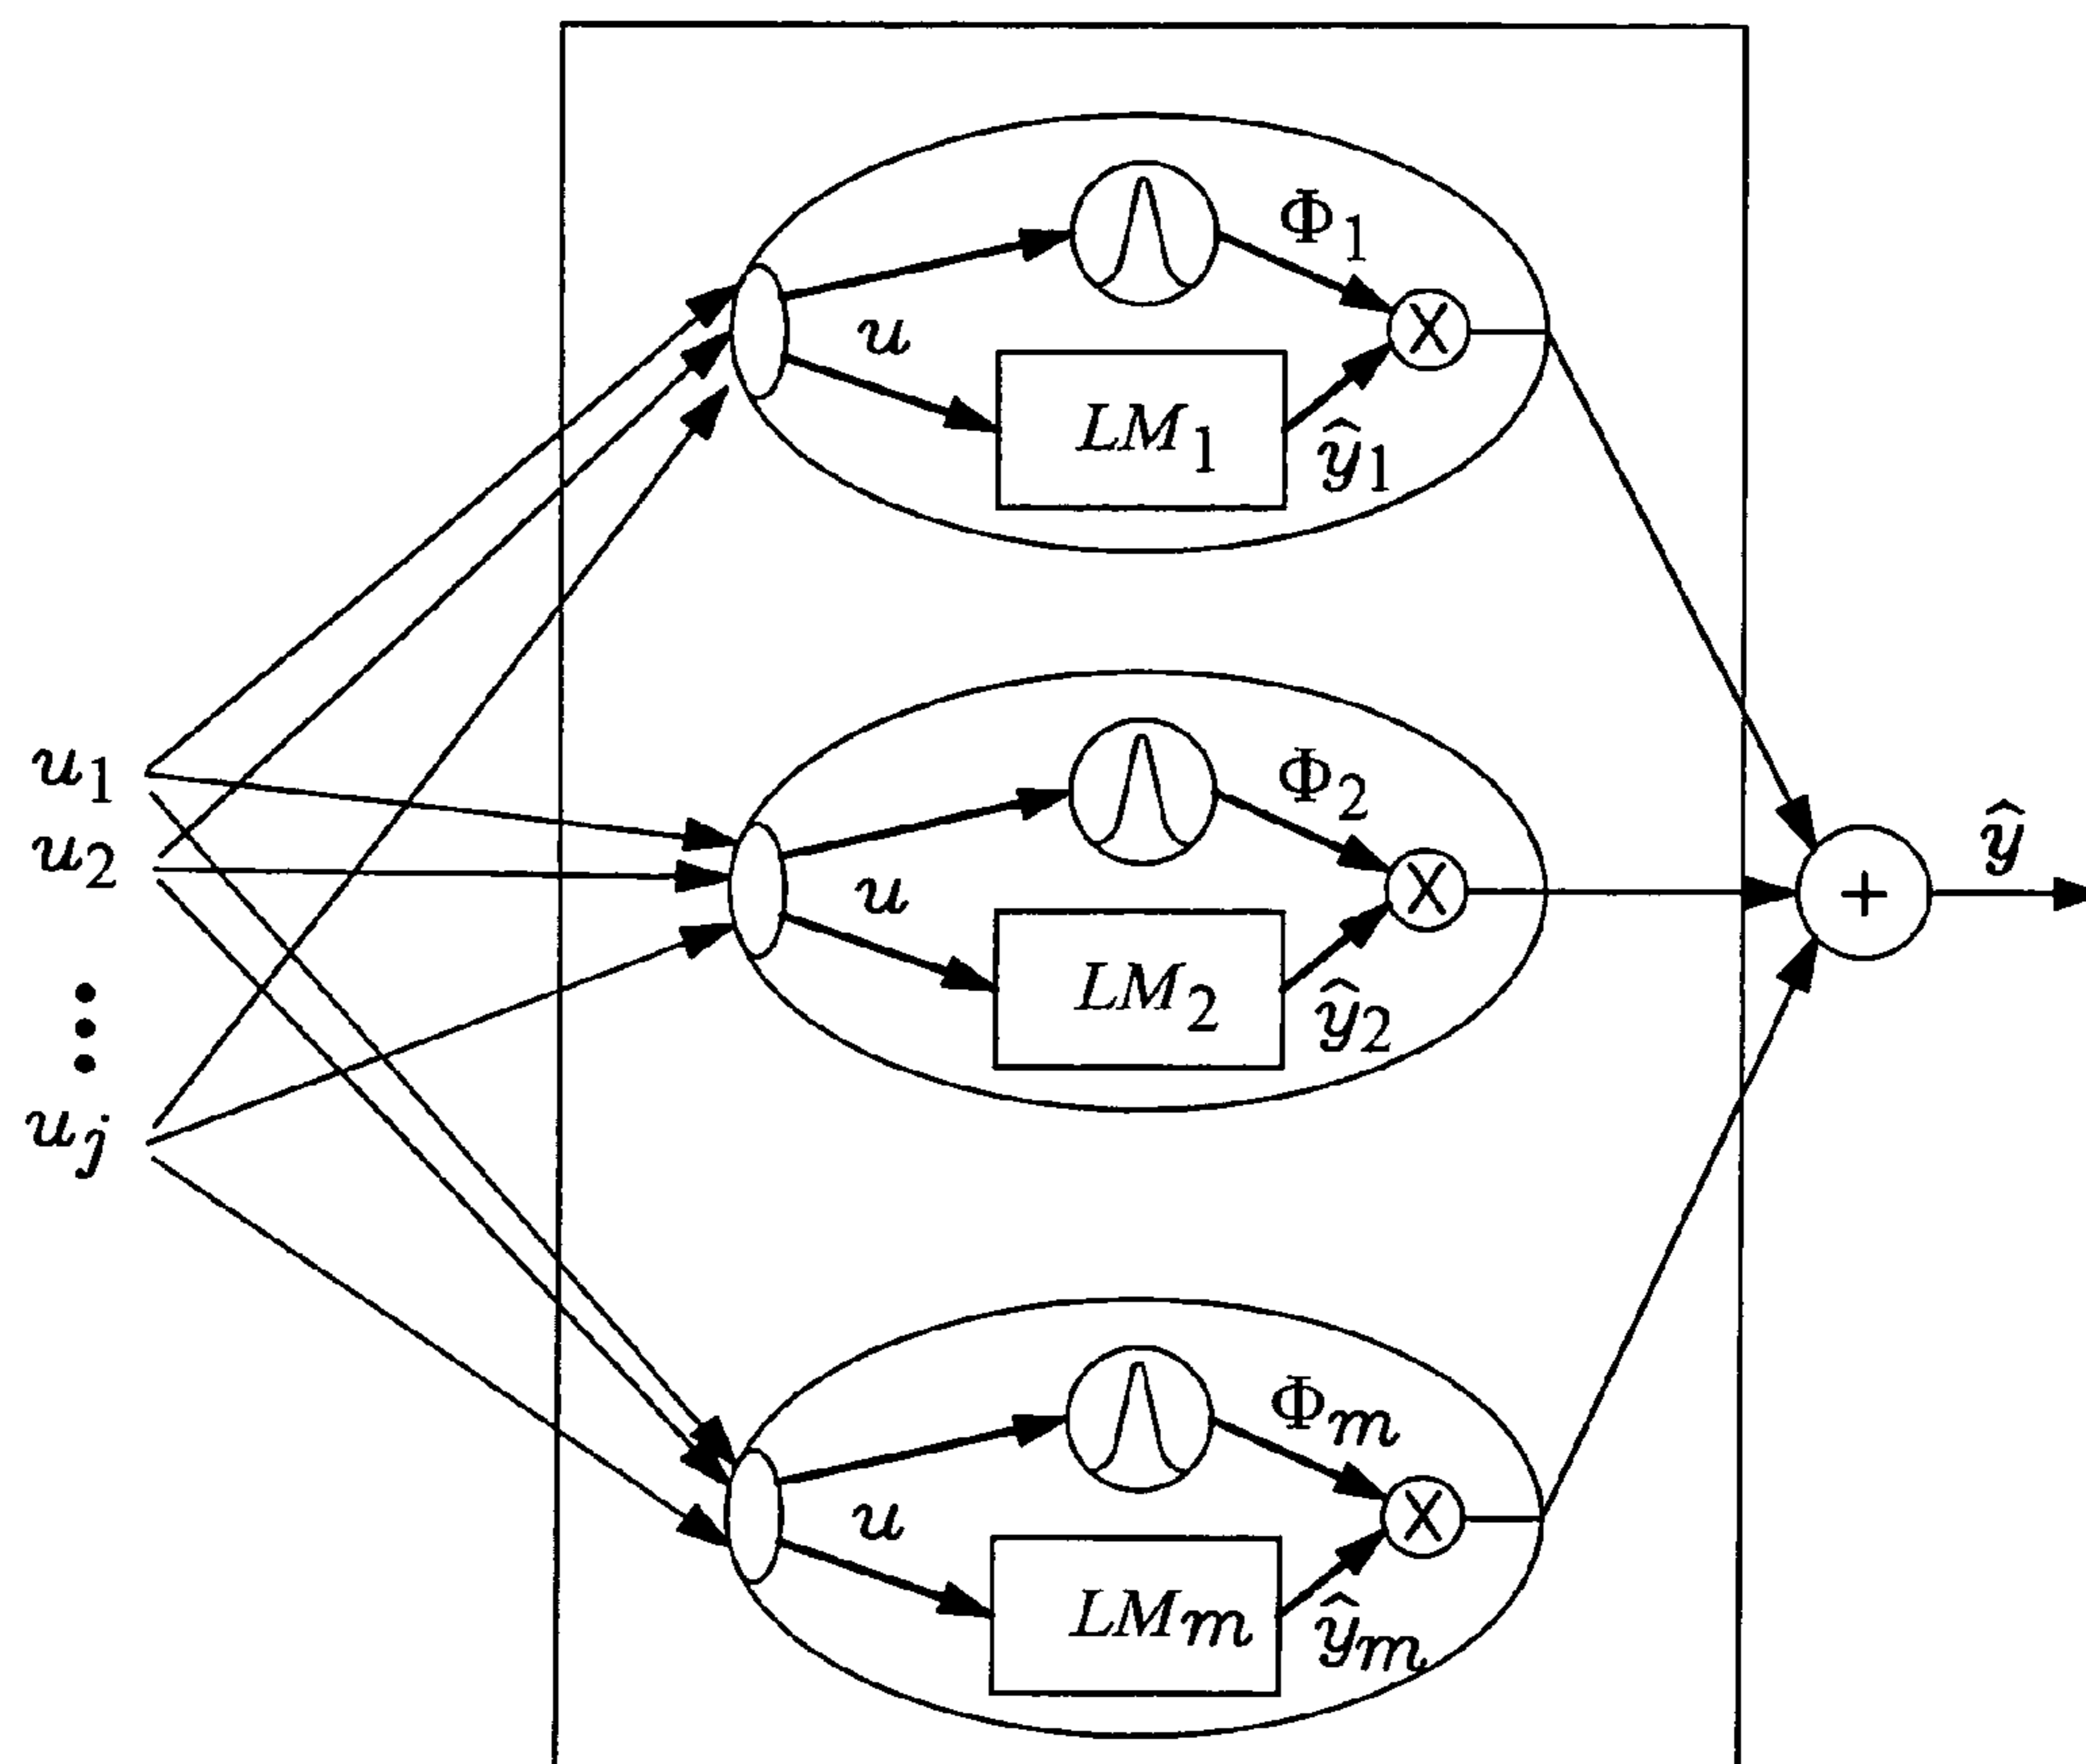 Φ₁
u
LM₁
ŷ₁
u₁
u₂
⋮
uⱼ
Φ₂
u
LM₂
ŷ₂
+
ŷ
Φₘ
u
LMₘ
ŷₘ